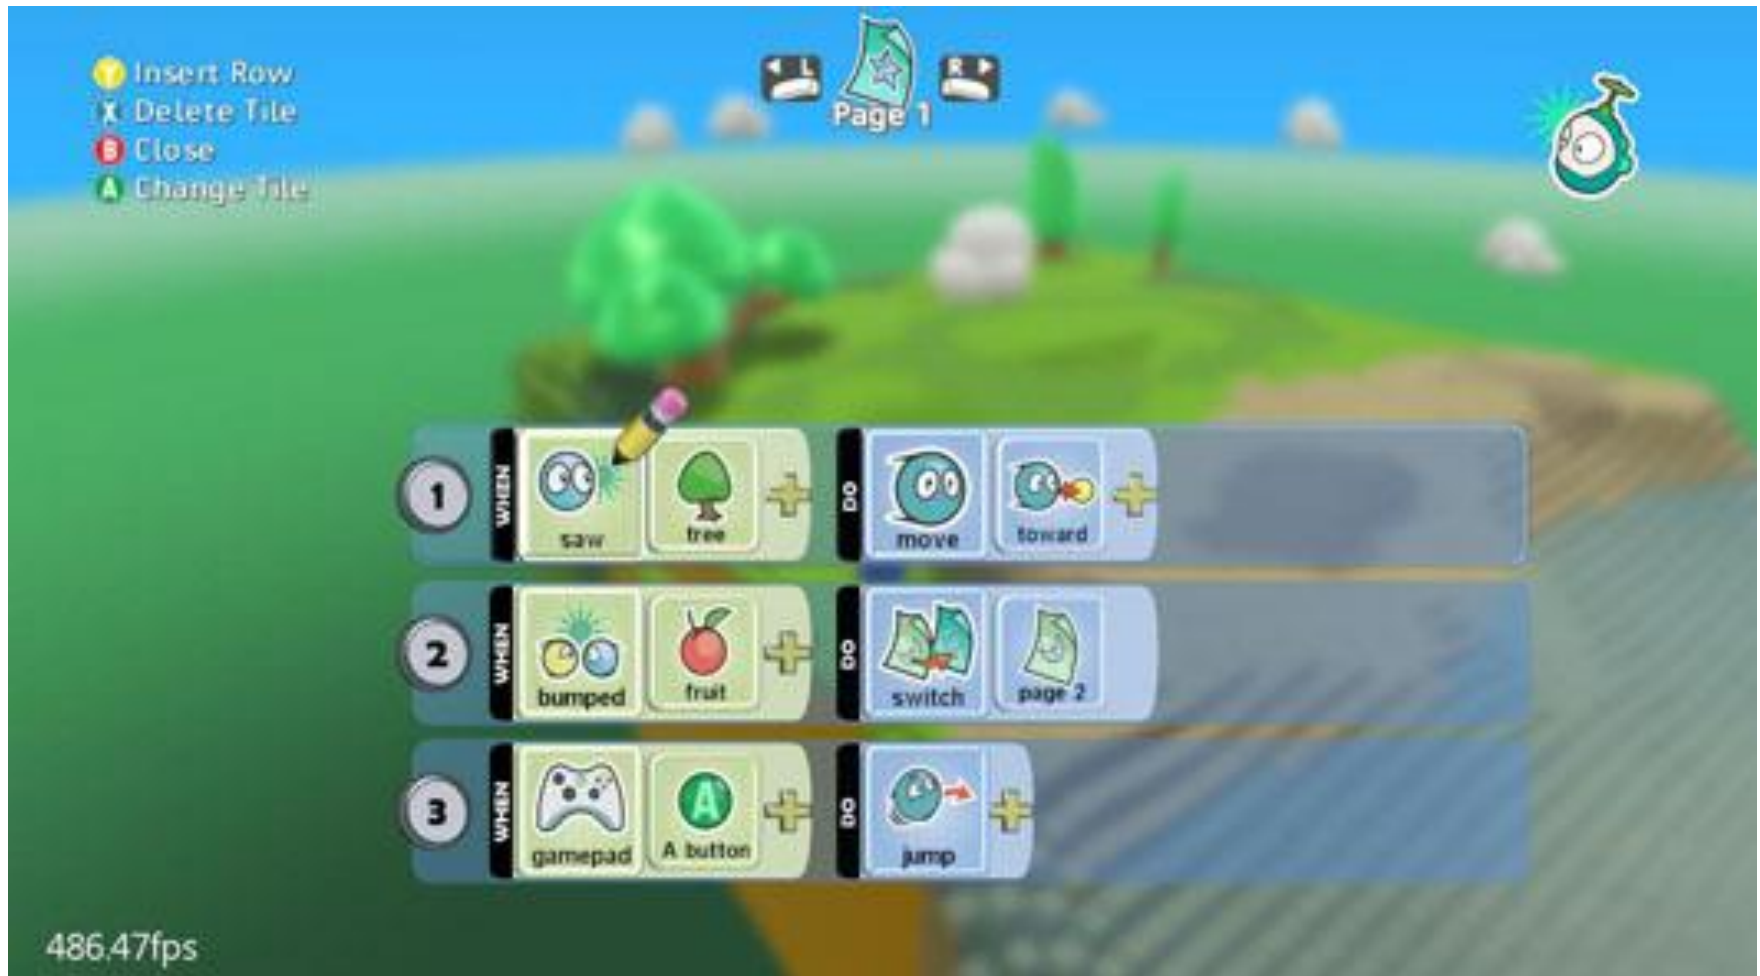 Y Insert Row
X Delete Tile
B Close
A Change Tile
L
R
Page 1
1
WHEN
saw
tree
DO
move
toward
2
WHEN
bumped
fruit
DO
switch
page 2
3
WHEN
gamepad
A
A button
DO
jump
486.47fps